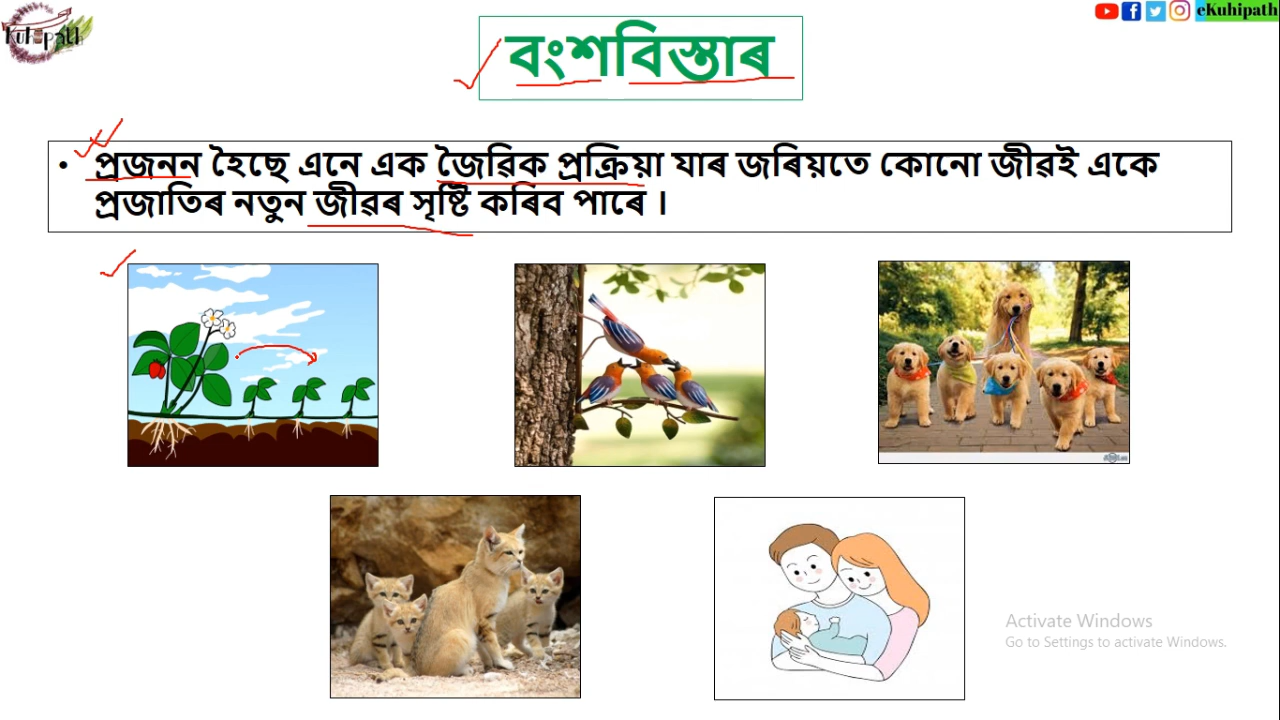 Kuhipath
eKuhipath
বংশবিস্তাৰ
• প্ৰজনন হৈছে এনে এক জৈৱিক প্ৰক্ৰিয়া যাৰ জৰিয়তে কোনো জীৱই একে
প্ৰজাতিৰ নতুন জীৱৰ সৃষ্টি কৰিব পাৰে ।
Activate Windows
Go to Settings to activate Windows.